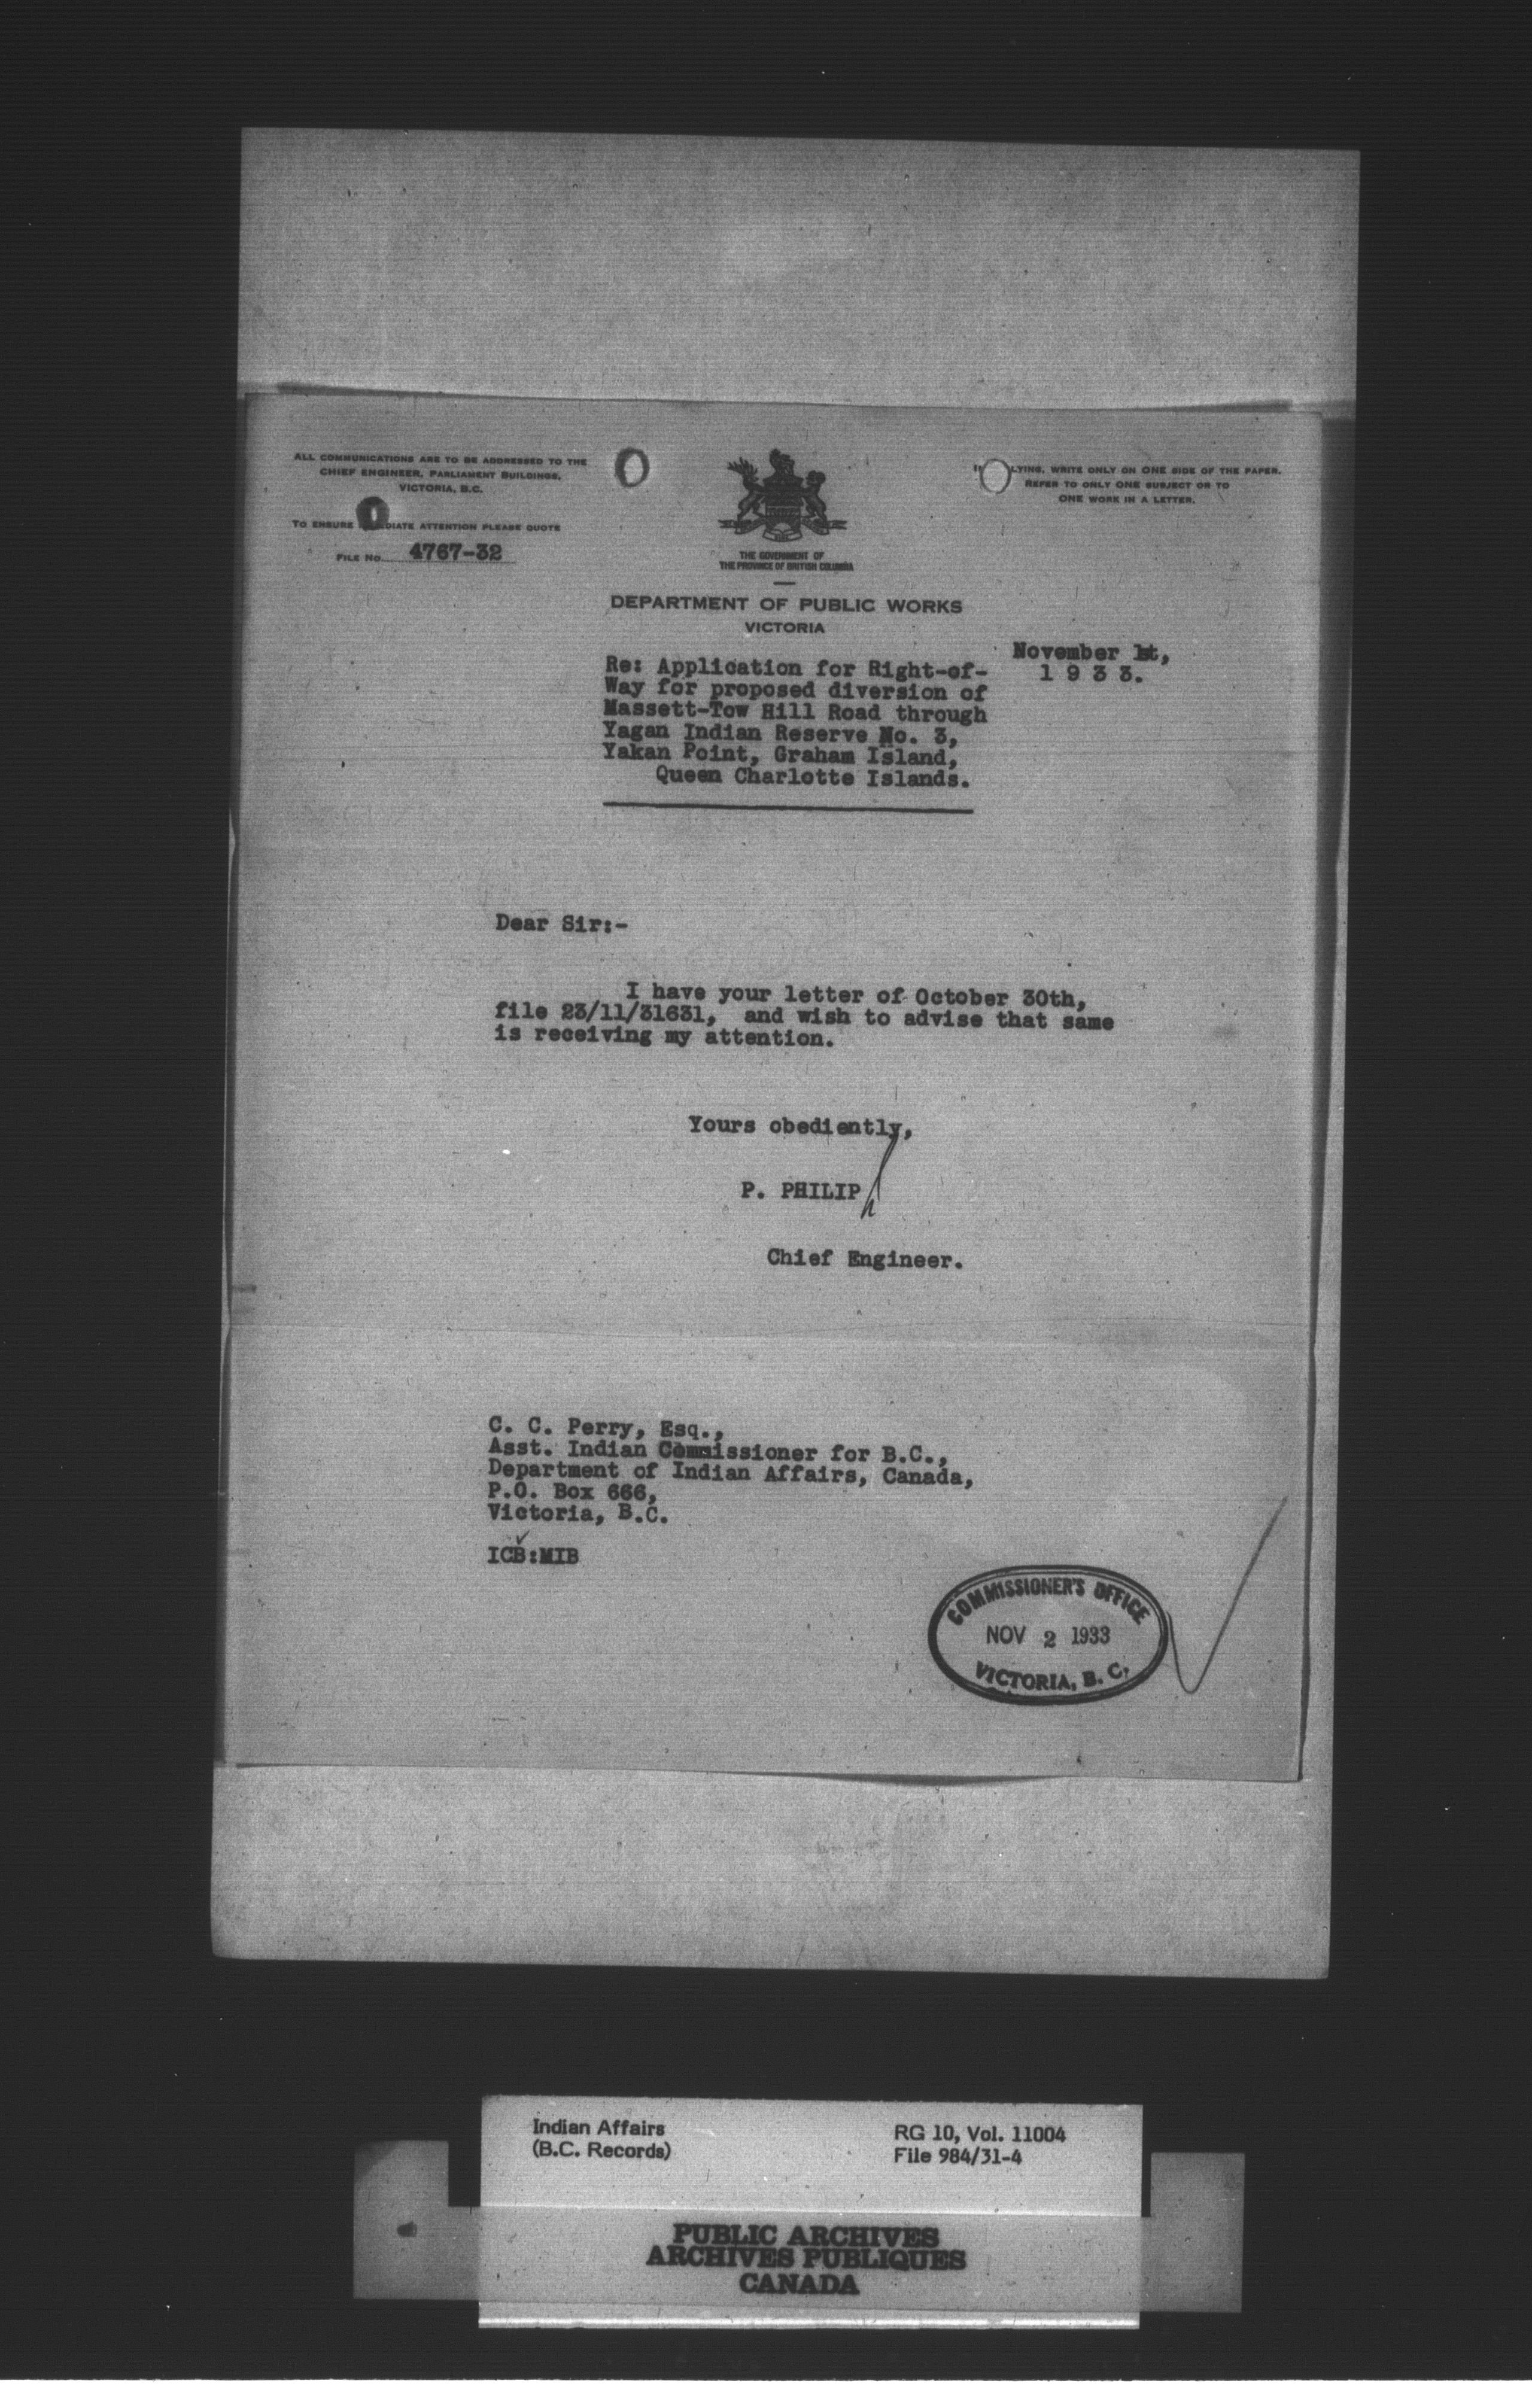 ALL COMMUNICATIONS ARE TO BE ADDRESSED TO THE
CHIEF ENGINEER, PARLIAMENT BUILDINGS,
VICTORIA, B.C.
TO ENSURE DIATE ATTENTION PLEASE QUOTE
FILE NO. 4767-32
LYING, WRITE ONLY ON ONE SIDE OF THE PAPER.
REFER TO ONLY ONE SUBJECT OR TO
ONE WORK IN A LETTER.
THE GOVERNMENT OF
THE PROVINCE OF BRITISH COLUMBIA
DEPARTMENT OF PUBLIC WORKS
VICTORIA
November 1st,
1 9 3 3.
Re: Application for Right-of-
Way for proposed diversion of
Massett-Tow Hill Road through
Yagan Indian Reserve No. 3,
Yakan Point, Graham Island,
Queen Charlotte Islands.
Dear Sir:-
I have your letter of October 30th,
file 23/11/31631, and wish to advise that same
is receiving my attention.
Yours obediently,
P. PHILIP
Chief Engineer.
C. C. Perry, Esq.,
Asst. Indian Commissioner for B.C.,
Department of Indian Affairs, Canada,
P.O. Box 666,
Victoria, B.C.
ICB:MIB
COMMISSIONER'S OFFICE
NOV 2 1933
VICTORIA, B. C.
Indian Affairs
(B.C. Records)
RG 10, Vol. 11004
File 984/31-4
PUBLIC ARCHIVES
ARCHIVES PUBLIQUES
CANADA